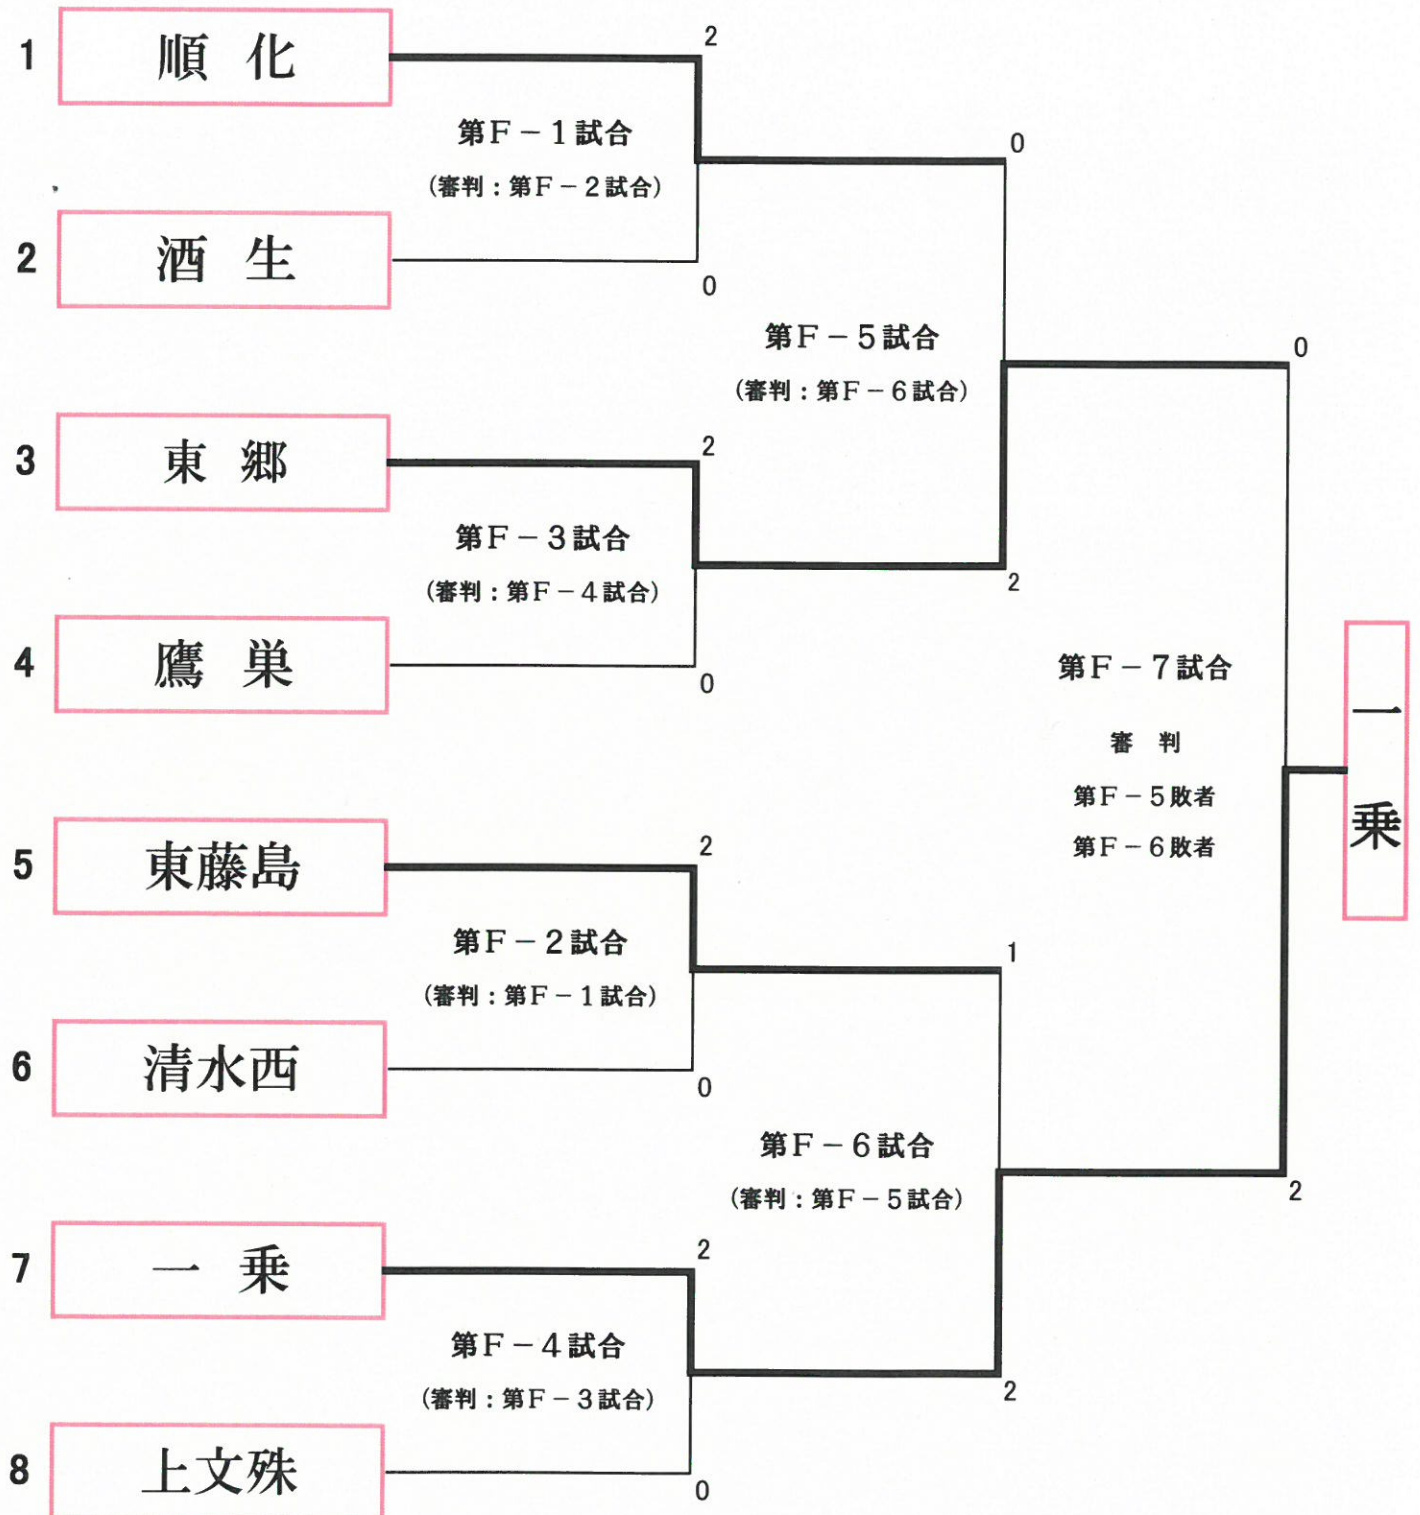 1 順 化
2
第F－1試合
(審判：第F－2試合)
0
2 酒 生
0
第F－5試合
(審判：第F－6試合)
0
3 東 郷
2
第F－3試合
(審判：第F－4試合)
2
4 鷹 巣
0
第F－7試合
審 判
第F－5敗者
第F－6敗者
一乗
5 東藤島
2
第F－2試合
(審判：第F－1試合)
1
6 清水西
0
第F－6試合
(審判：第F－5試合)
2
7 一 乗
2
第F－4試合
(審判：第F－3試合)
2
8 上文殊
0